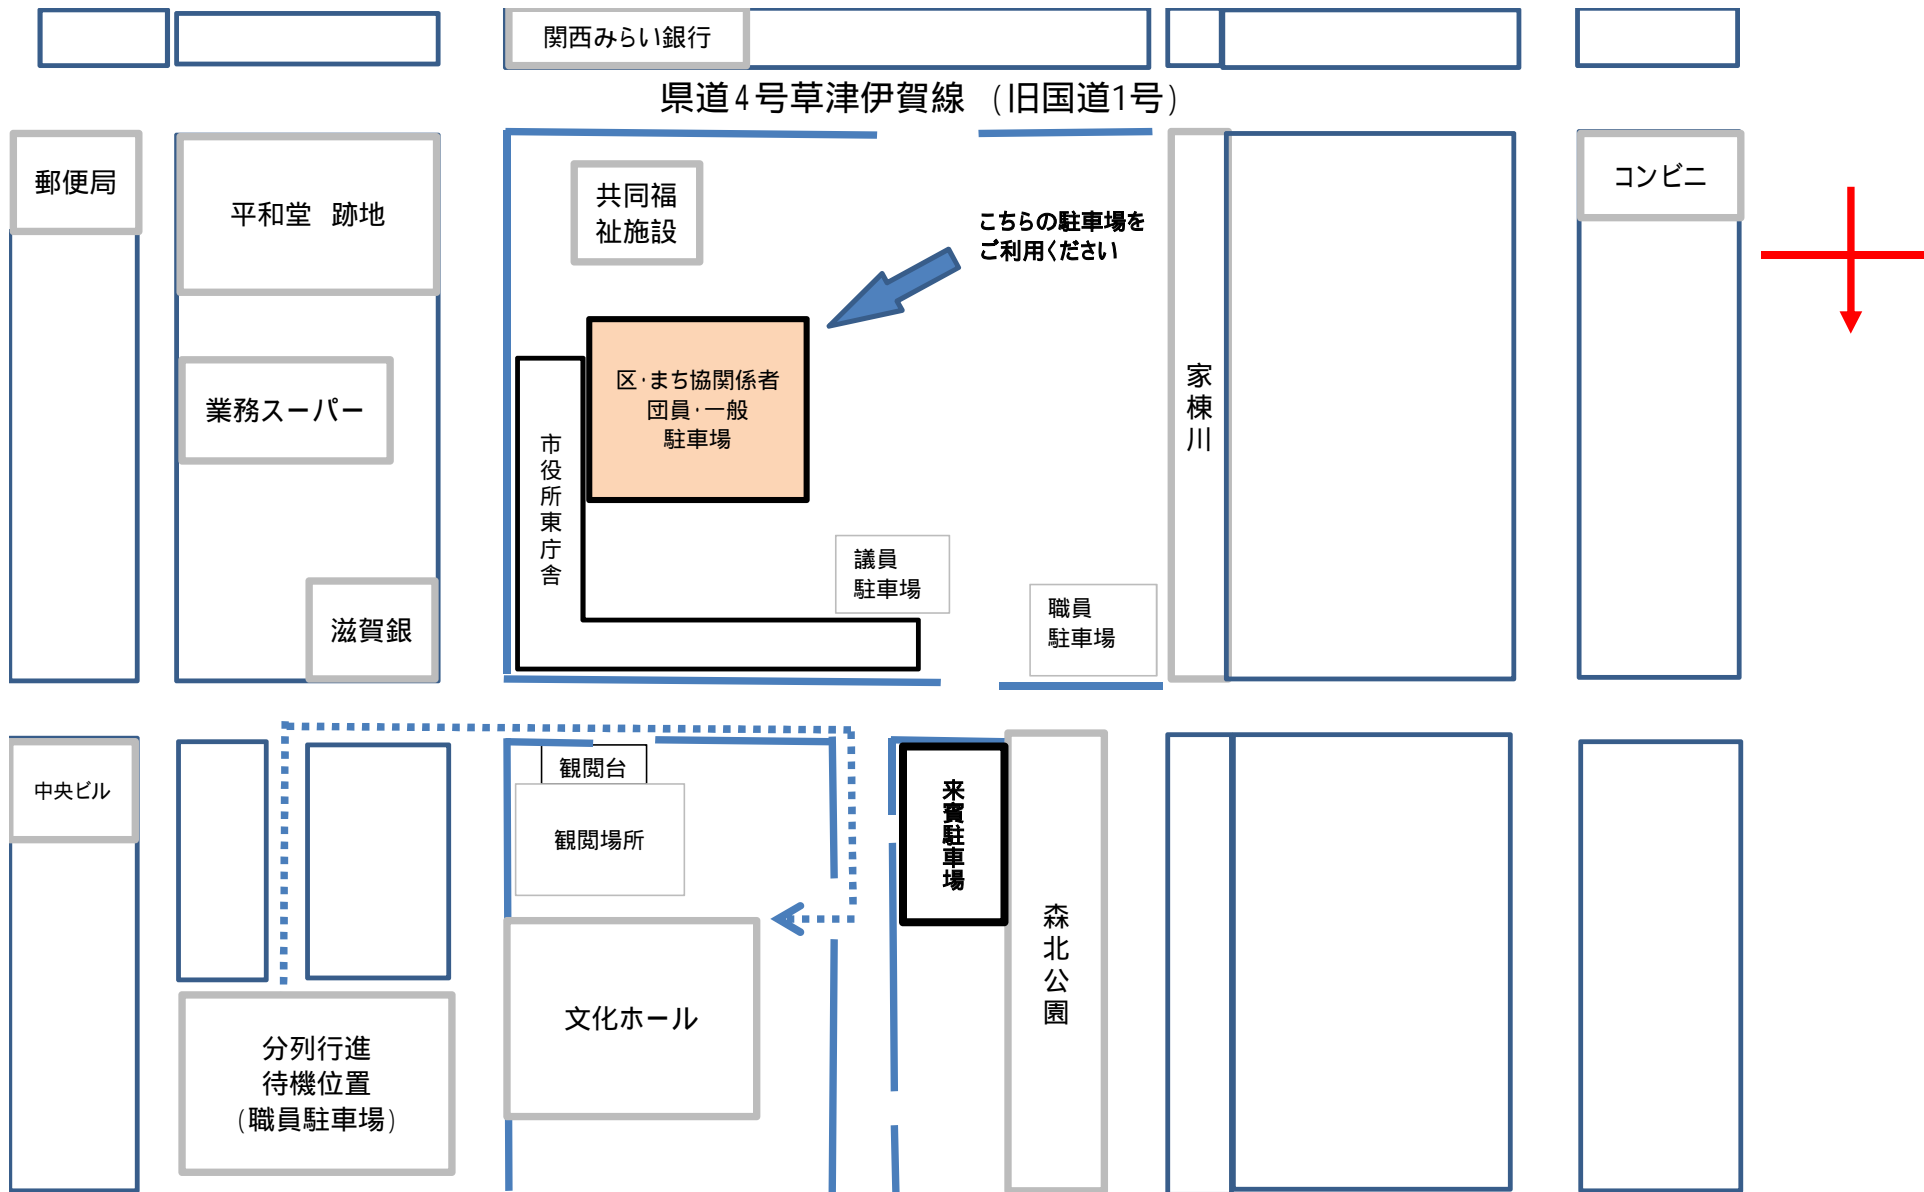 関西みらい銀行
県道4号草津伊賀線 (旧国道1号)
郵便局
平和堂 跡地
共同福
祉施設
こちらの駐車場を
ご利用ください
コンビニ
区・まち協関係者
団員・一般
駐車場
業務スーパー
市役所東庁舎
家棟川
議員
駐車場
職員
駐車場
滋賀銀
中央ビル
観閲台
観閲場所
来賓駐車場
森北公園
文化ホール
分列行進
待機位置
(職員駐車場)